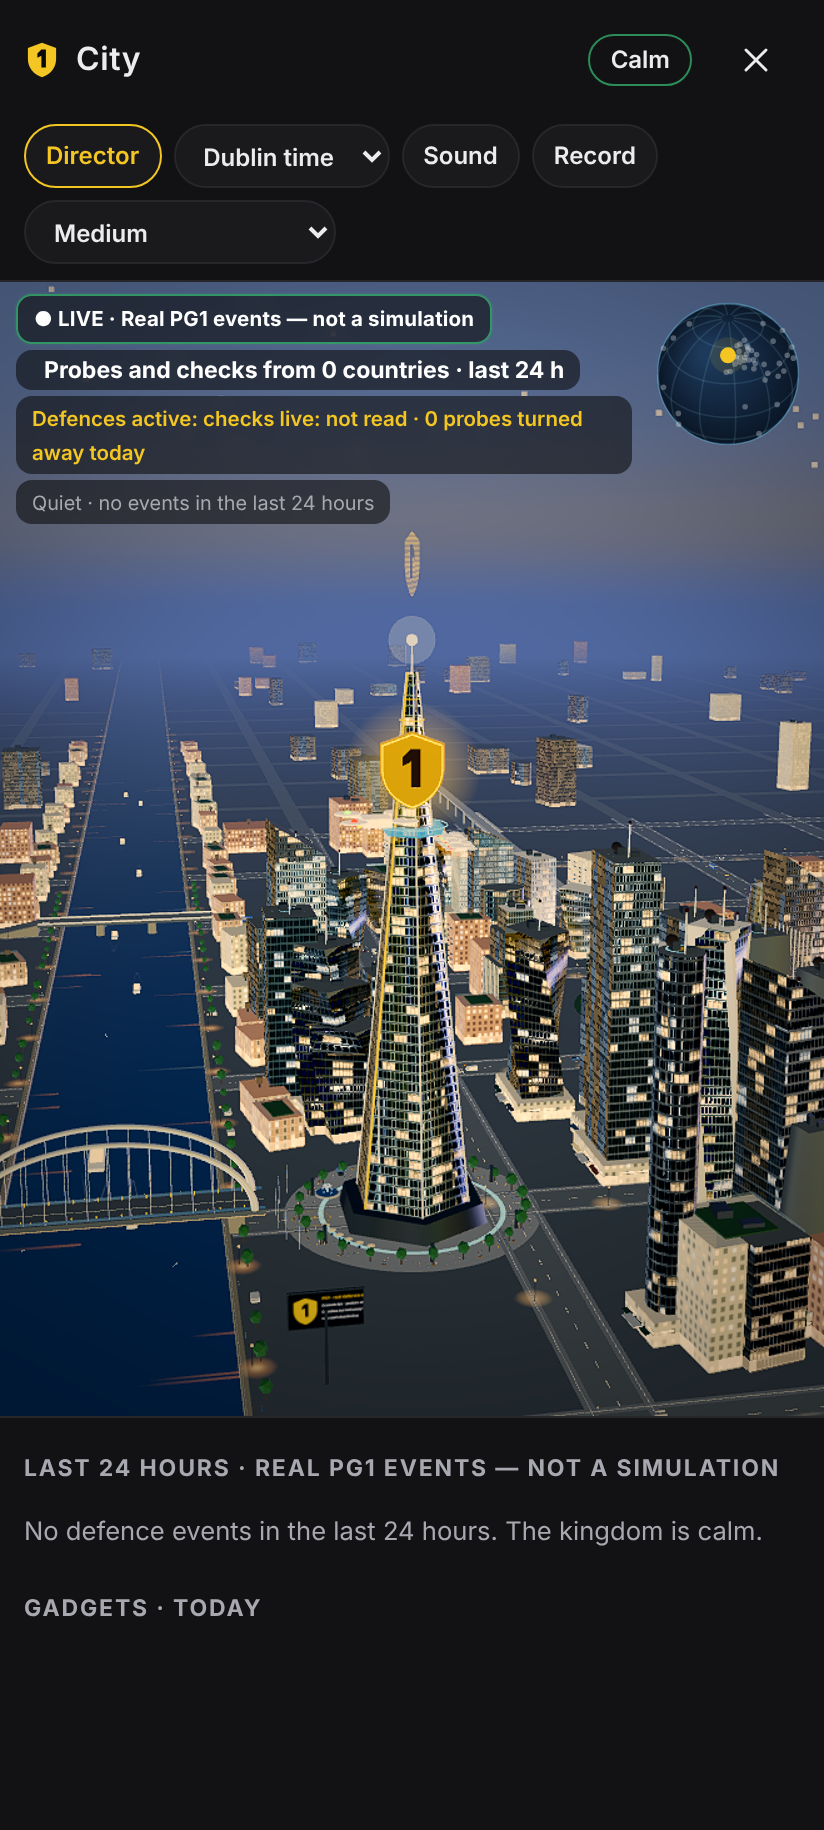 1 City
Calm
Director
Dublin time
Sound
Record
Medium
LIVE · Real PG1 events — not a simulation
Probes and checks from 0 countries · last 24 h
Defences active: checks live: not read · 0 probes turned
away today
Quiet · no events in the last 24 hours
1
1
LAST 24 HOURS · REAL PG1 EVENTS — NOT A SIMULATION
No defence events in the last 24 hours. The kingdom is calm.
GADGETS · TODAY